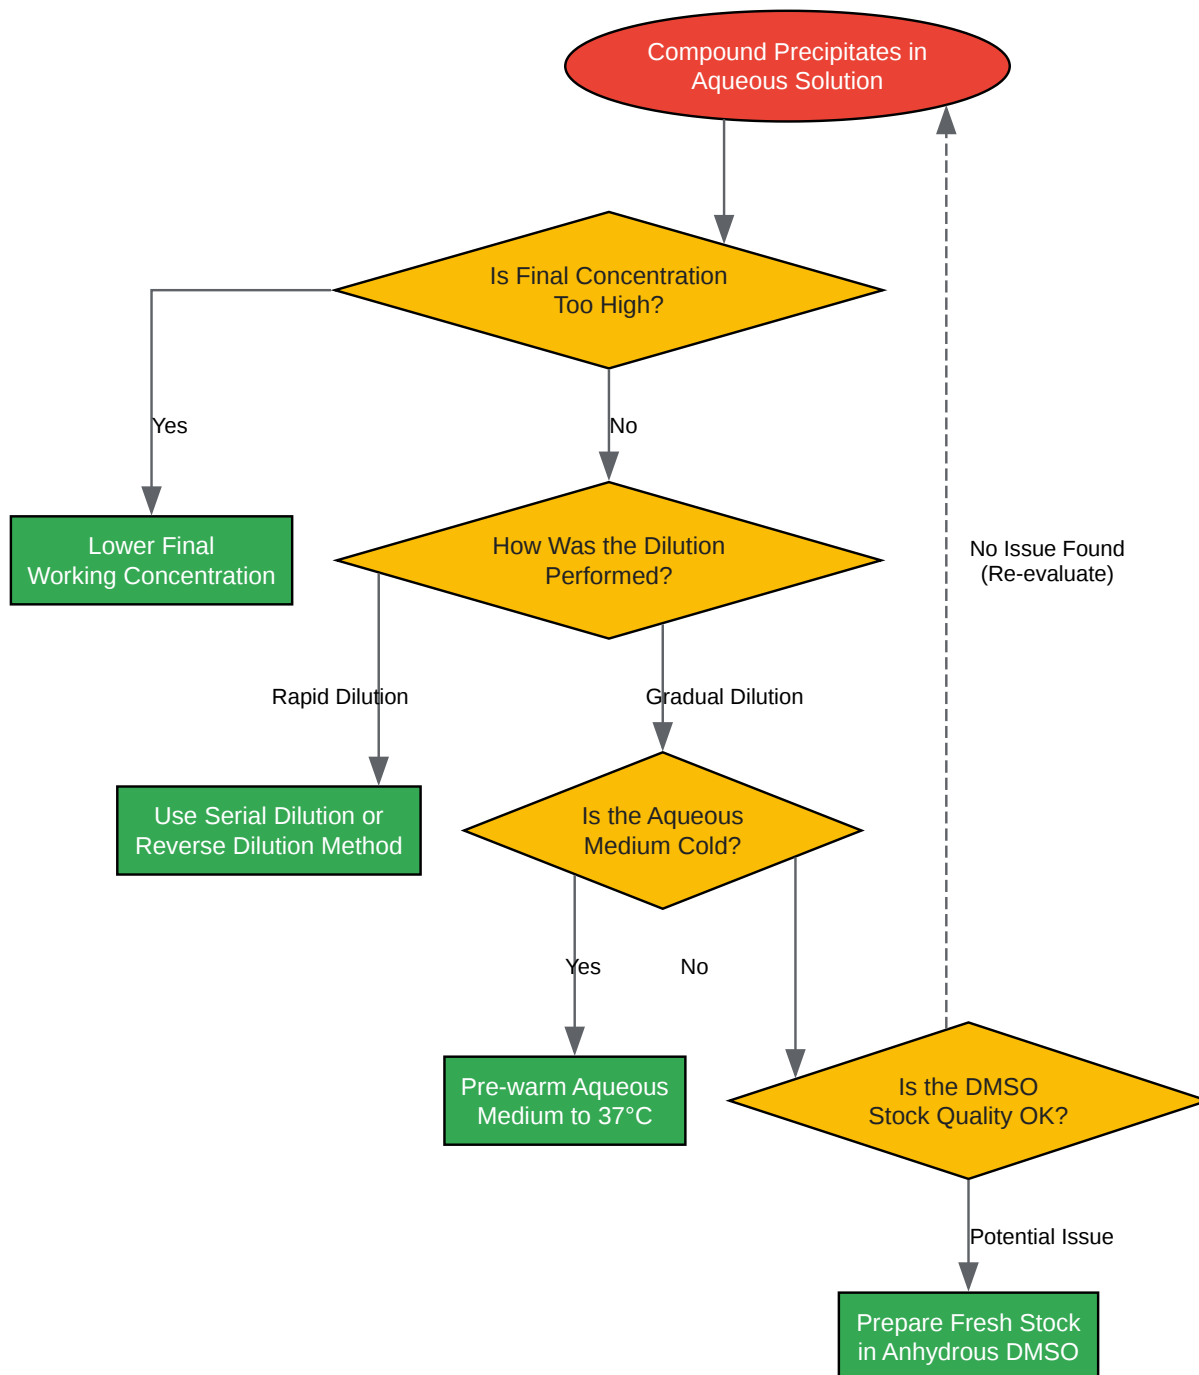 Compound Precipitates in
Aqueous Solution
Is Final Concentration
Too High?
Yes
No
Lower Final
Working Concentration
How Was the Dilution
Performed?
No Issue Found
(Re-evaluate)
Rapid Dilution
Gradual Dilution
Use Serial Dilution or
Reverse Dilution Method
Is the Aqueous
Medium Cold?
Yes
No
Pre-warm Aqueous
Medium to 37°C
Is the DMSO
Stock Quality OK?
Potential Issue
Prepare Fresh Stock
in Anhydrous DMSO